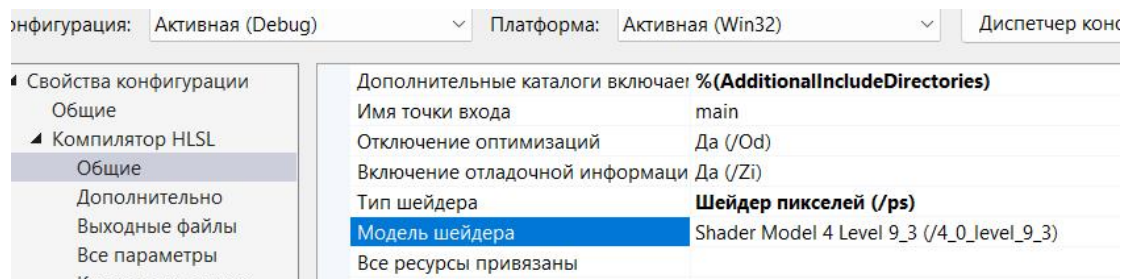 онфигурация: Активная (Debug) Платформа: Активная (Win32) Диспетчер конф
Свойства конфигурации
Общие
Компилятор HLSL
Общие
Дополнительно
Выходные файлы
Все параметры
Дополнительные каталоги включае %(AdditionalIncludeDirectories)
Имя точки входа main
Отключение оптимизаций Да (/Od)
Включение отладочной информаци Да (/Zi)
Тип шейдера Шейдер пикселей (/ps)
Модель шейдера Shader Model 4 Level 9_3 (/4_0_level_9_3)
Все ресурсы привязаны